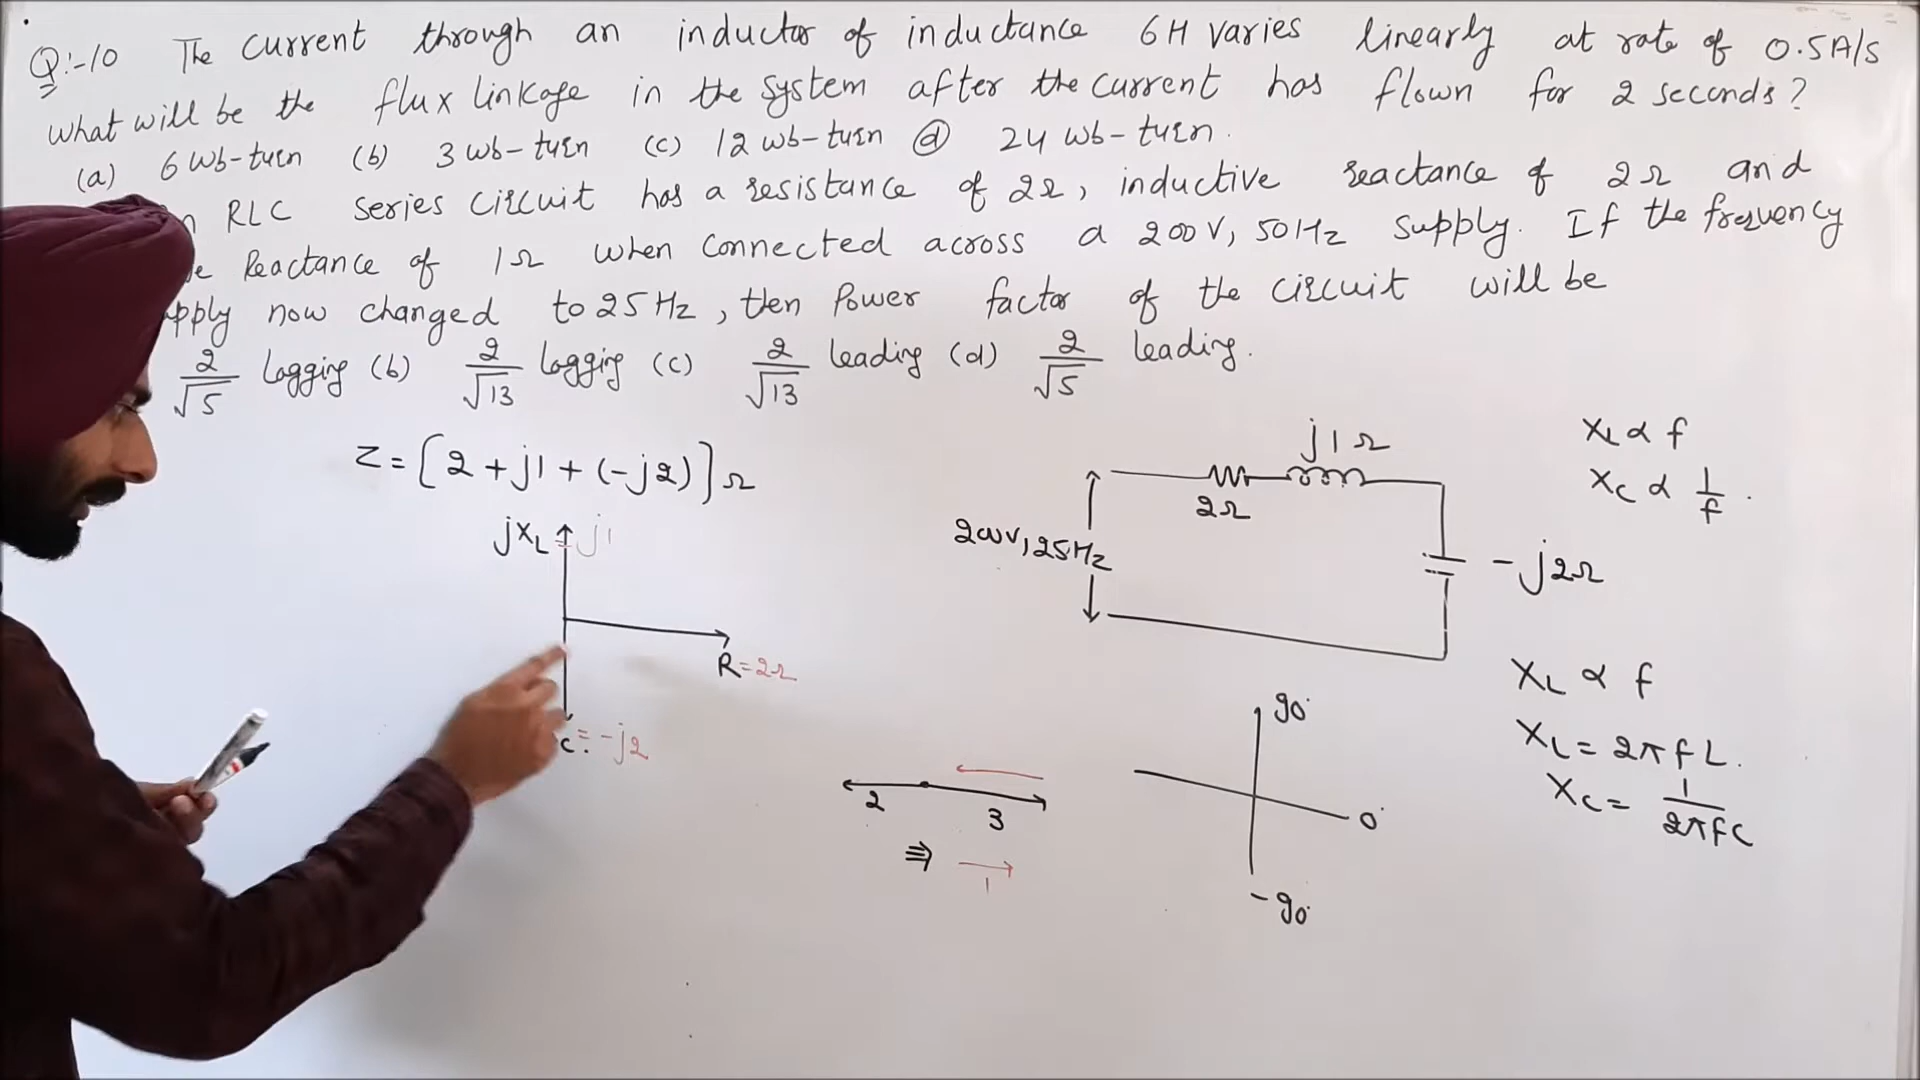 Q:-10 The current through an inductor of inductance 6H varies linearly at rate of 0.5A/s
what will be the flux linkage in the system after the current has flown for 2 seconds?
(a) 6 wb-turn (b) 3 wb-turn (c) 12 wb-turn (d) 24 wb-turn.
RLC series circuit has a resistance of 2Ω, inductive reactance of 2Ω and
e Reactance of 1Ω when connected across a 200V, 50Hz supply. If the frequency
pply now changed to 25 Hz, then Power factor of the circuit will be
2/√5 lagging (b) 2/√13 lagging (c) 2/√13 leading (d) 2/√5 leading.
Z = [2 + j1 + (-j2)] Ω
jXL j1
R = 2Ω
c. = -j2
j1Ω
2Ω
200V, 25Hz
-j2Ω
XL ∝ f
XC ∝ 1/f .
2 3
⇒ 1
90°
0°
-90°
XL ∝ f
XL = 2πfL.
XC = 1/2πfC